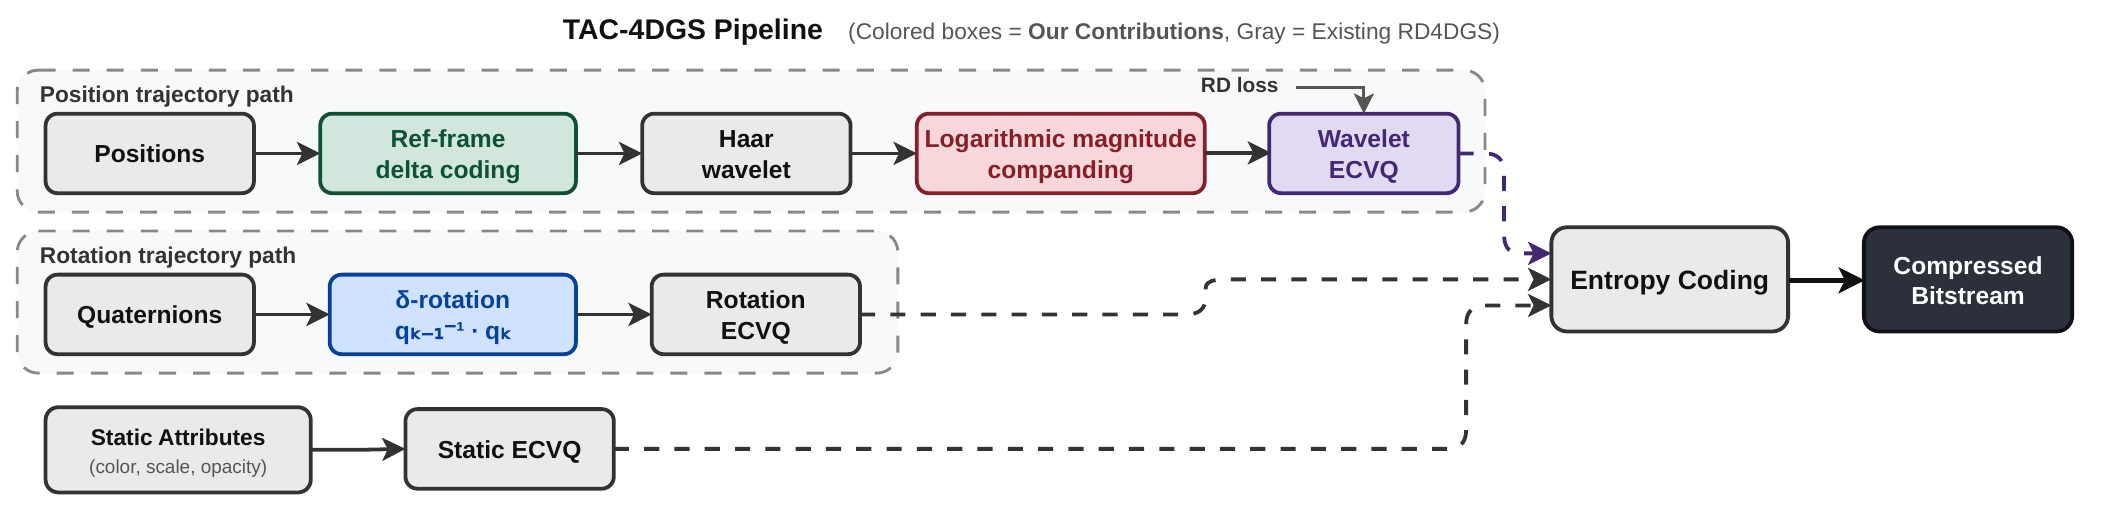 TAC-4DGS Pipeline (Colored boxes = Our Contributions, Gray = Existing RD4DGS)
Position trajectory path
RD loss
Positions
Ref-frame
delta coding
Haar
wavelet
Logarithmic magnitude
companding
Wavelet
ECVQ
Rotation trajectory path
Quaternions
δ-rotation
qₖ₋₁⁻¹ · qₖ
Rotation
ECVQ
Entropy Coding
Compressed
Bitstream
Static Attributes
(color, scale, opacity)
Static ECVQ